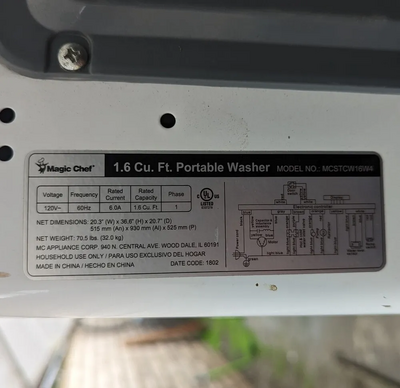 Magic Chef® 1.6 Cu. Ft. Portable Washer MODEL NO.: MCSTCW16W4
Voltage Frequency Rated Current Rated Capacity Phase
120V~ 60Hz 6.0A 1.6 Cu. Ft. 1
UL US LISTED
NET DIMENSIONS: 20.3" (W) x 36.6" (H) x 20.7" (D)
515 mm (An) x 930 mm (Al) x 525 mm (P)
NET WEIGHT: 70.5 lbs (32.0 kg)
MC APPLIANCE CORP. 940 N. CENTRAL AVE. WOOD DALE, IL 60191
HOUSEHOLD USE ONLY / PARA USO EXCLUSIVO DEL HOGAR
MADE IN CHINA / HECHO EN CHINA DATE CODE: 1802